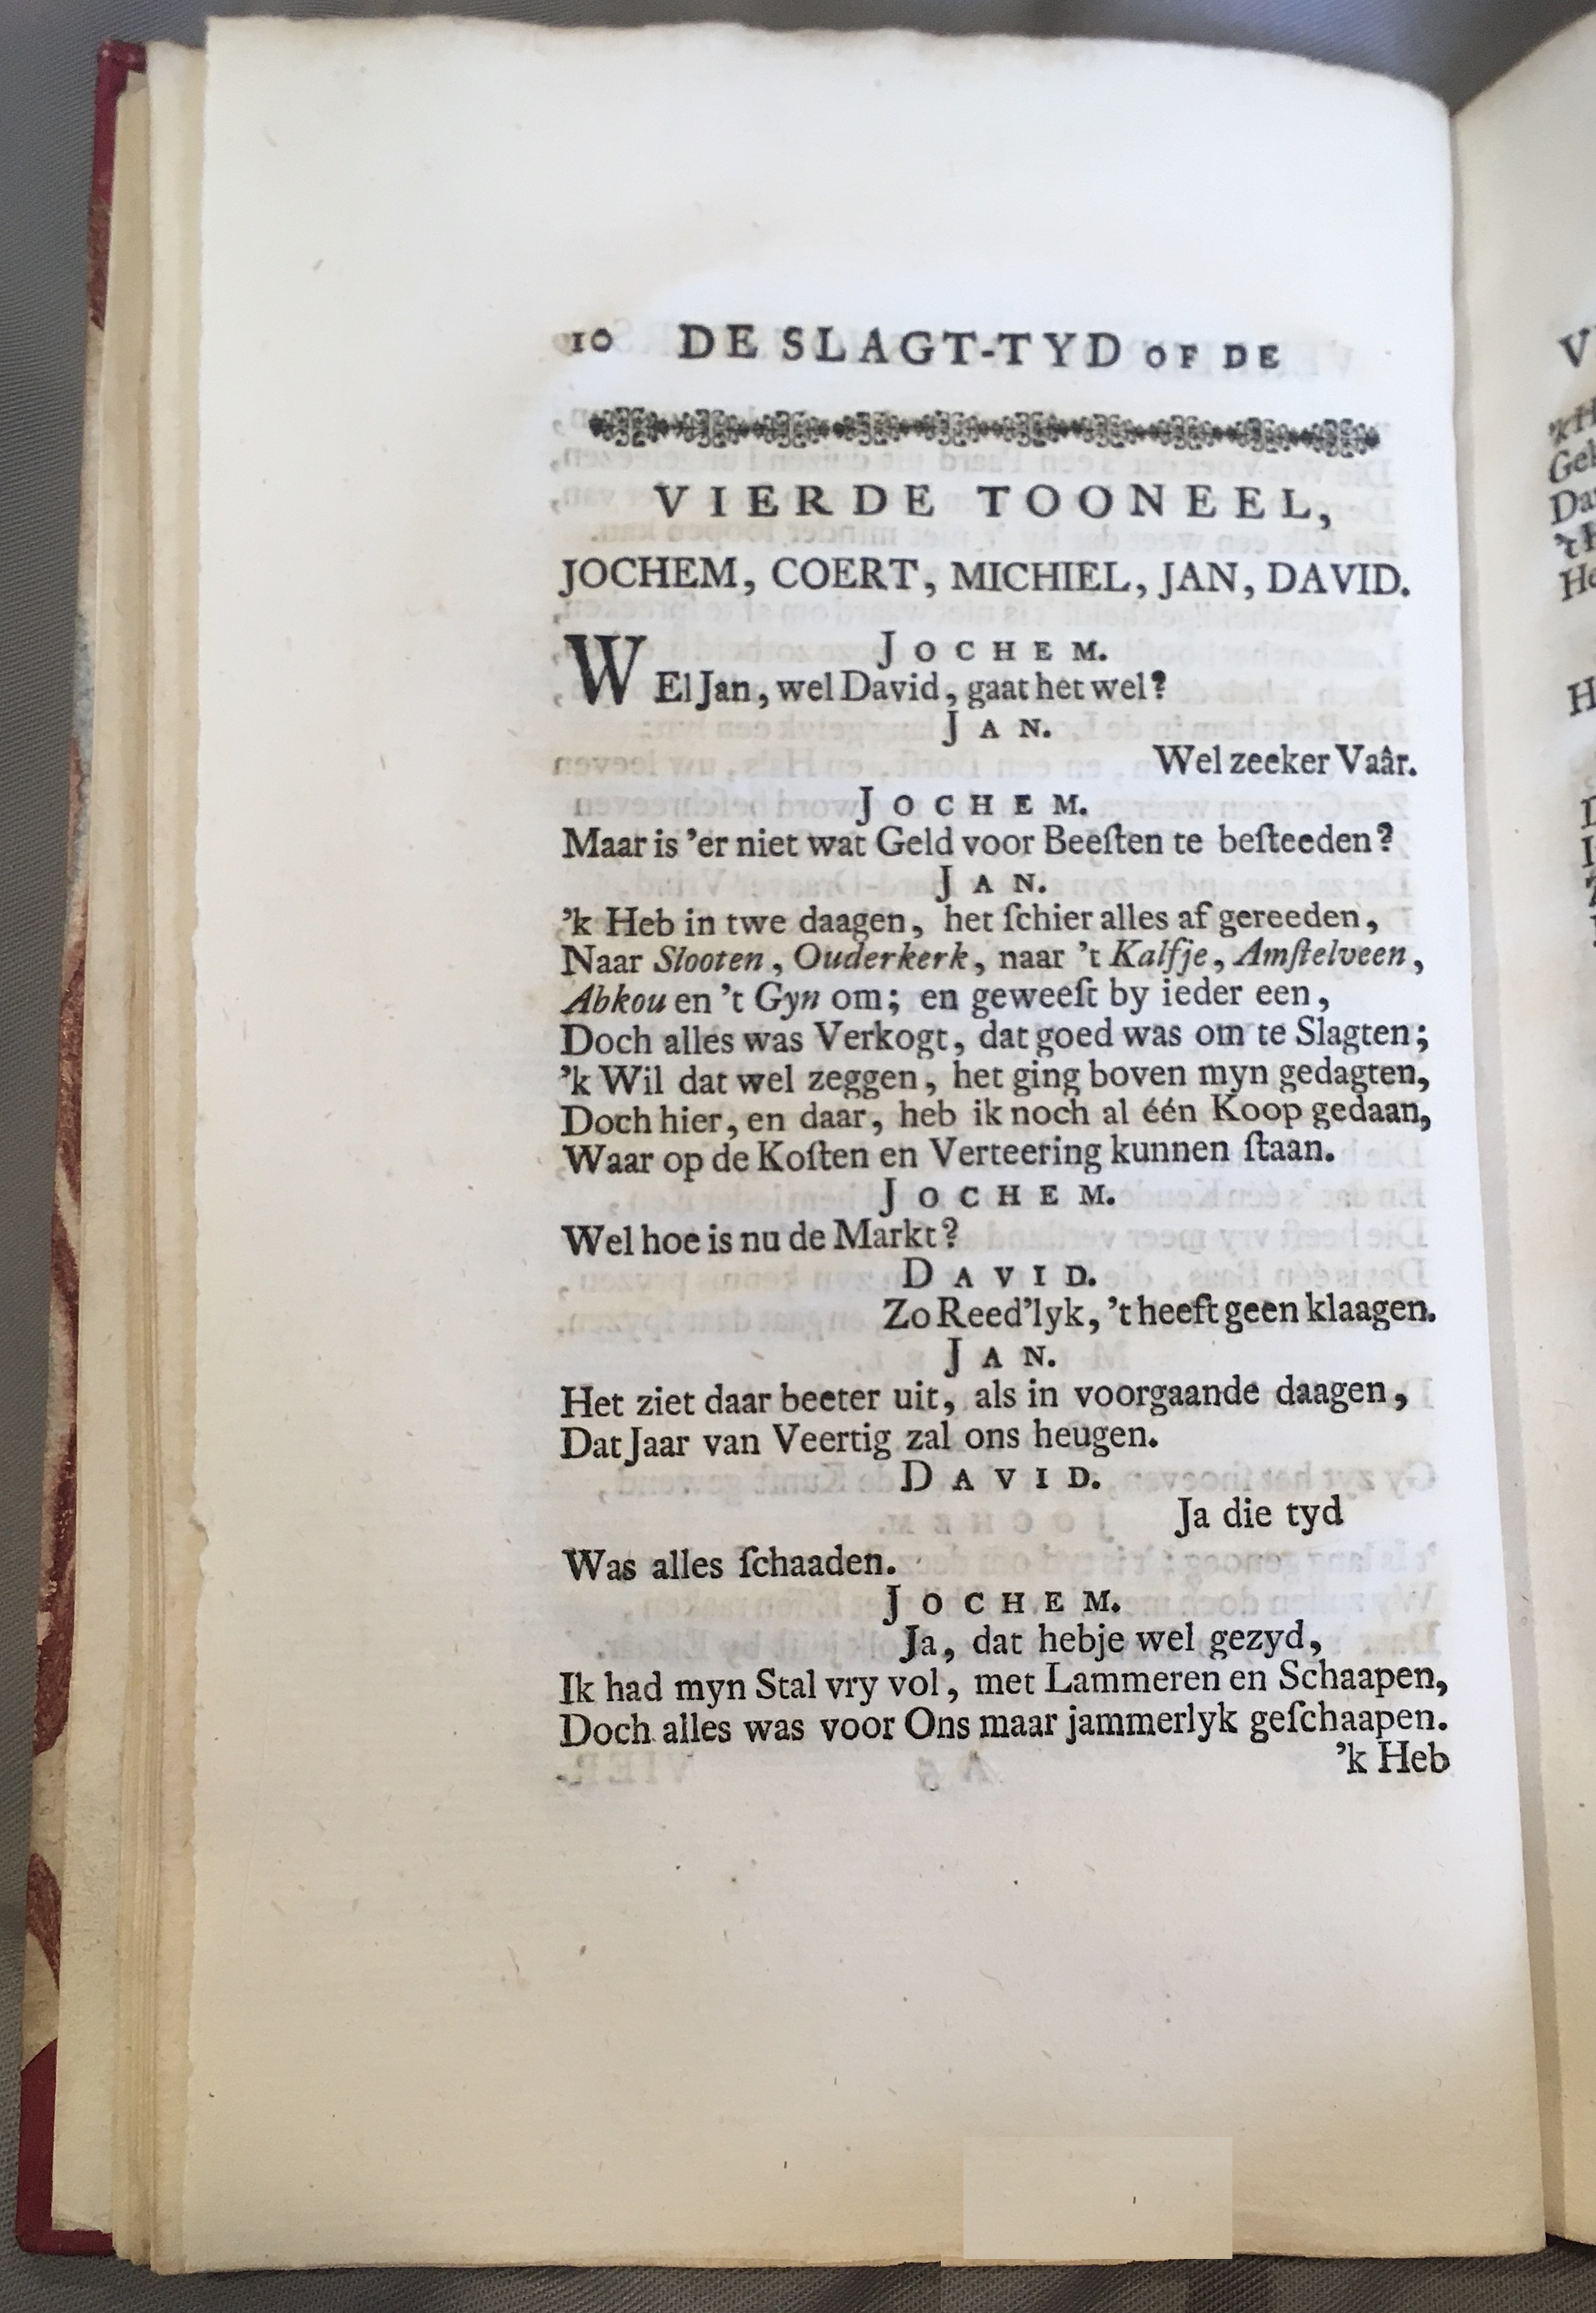 10 DE SLAGT-TYD OF DE
VIERDE TOONEEL,
JOCHEM, COERT, MICHIEL, JAN, DAVID.
JOCHEM.
WEl Jan, wel David, gaat het wel?
JAN.
Wel zeeker Vaâr.
JOCHEM.
Maar is ’er niet wat Geld voor Beeſten te beſteeden?
JAN.
’k Heb in twe daagen, het ſchier alles af gereeden,
Naar Slooten, Ouderkerk, naar ’t Kalfje, Amſtelveen,
Abkou en ’t Gyn om; en geweeſt by ieder een,
Doch alles was Verkogt, dat goed was om te Slagten;
’k Wil dat wel zeggen, het ging boven myn gedagten,
Doch hier, en daar, heb ik noch al één Koop gedaan,
Waar op de Koſten en Verteering kunnen ſtaan.
JOCHEM.
Wel hoe is nu de Markt?
DAVID.
Zo Reed’lyk, ’t heeft geen klaagen.
JAN.
Het ziet daar beeter uit, als in voorgaande daagen,
Dat Jaar van Veertig zal ons heugen.
DAVID.
Ja die tyd
Was alles ſchaaden.
JOCHEM.
Ja, dat hebje wel gezyd,
Ik had myn Stal vry vol, met Lammeren en Schaapen,
Doch alles was voor Ons maar jammerlyk geſchaapen.
’k Heb